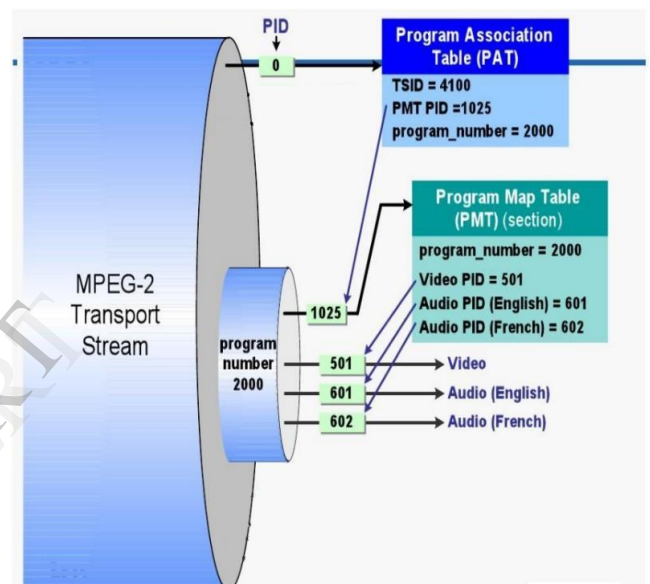 PID
0
Program Association
Table (PAT)
TSID = 4100
PMT PID =1025
program_number = 2000
Program Map Table
(PMT) (section)
program_number = 2000
Video PID = 501
Audio PID (English) = 601
Audio PID (French) = 602
MPEG-2
Transport
Stream
program
number
2000
1025
501
Video
601
Audio (English)
602
Audio (French)